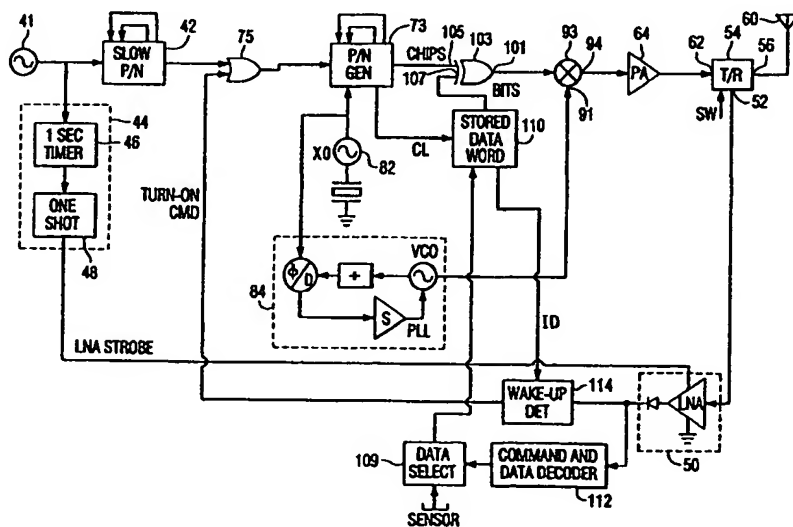 41
SLOW
P/N
42
75
P/N
GEN
73
CHIPS
105
107
103
101
BITS
93
94
91
64
PA
62
54
T/R
56
60
SW
52
1 SEC
TIMER
44
46
ONE
SHOT
48
TURN-ON
CMD
XO
82
CL
STORED
DATA
WORD
110
84
ϕ/D
÷
VCO
S
PLL
ID
LNA STROBE
WAKE-UP
DET
114
LNA
50
109
DATA
SELECT
COMMAND AND
DATA DECODER
112
SENSOR